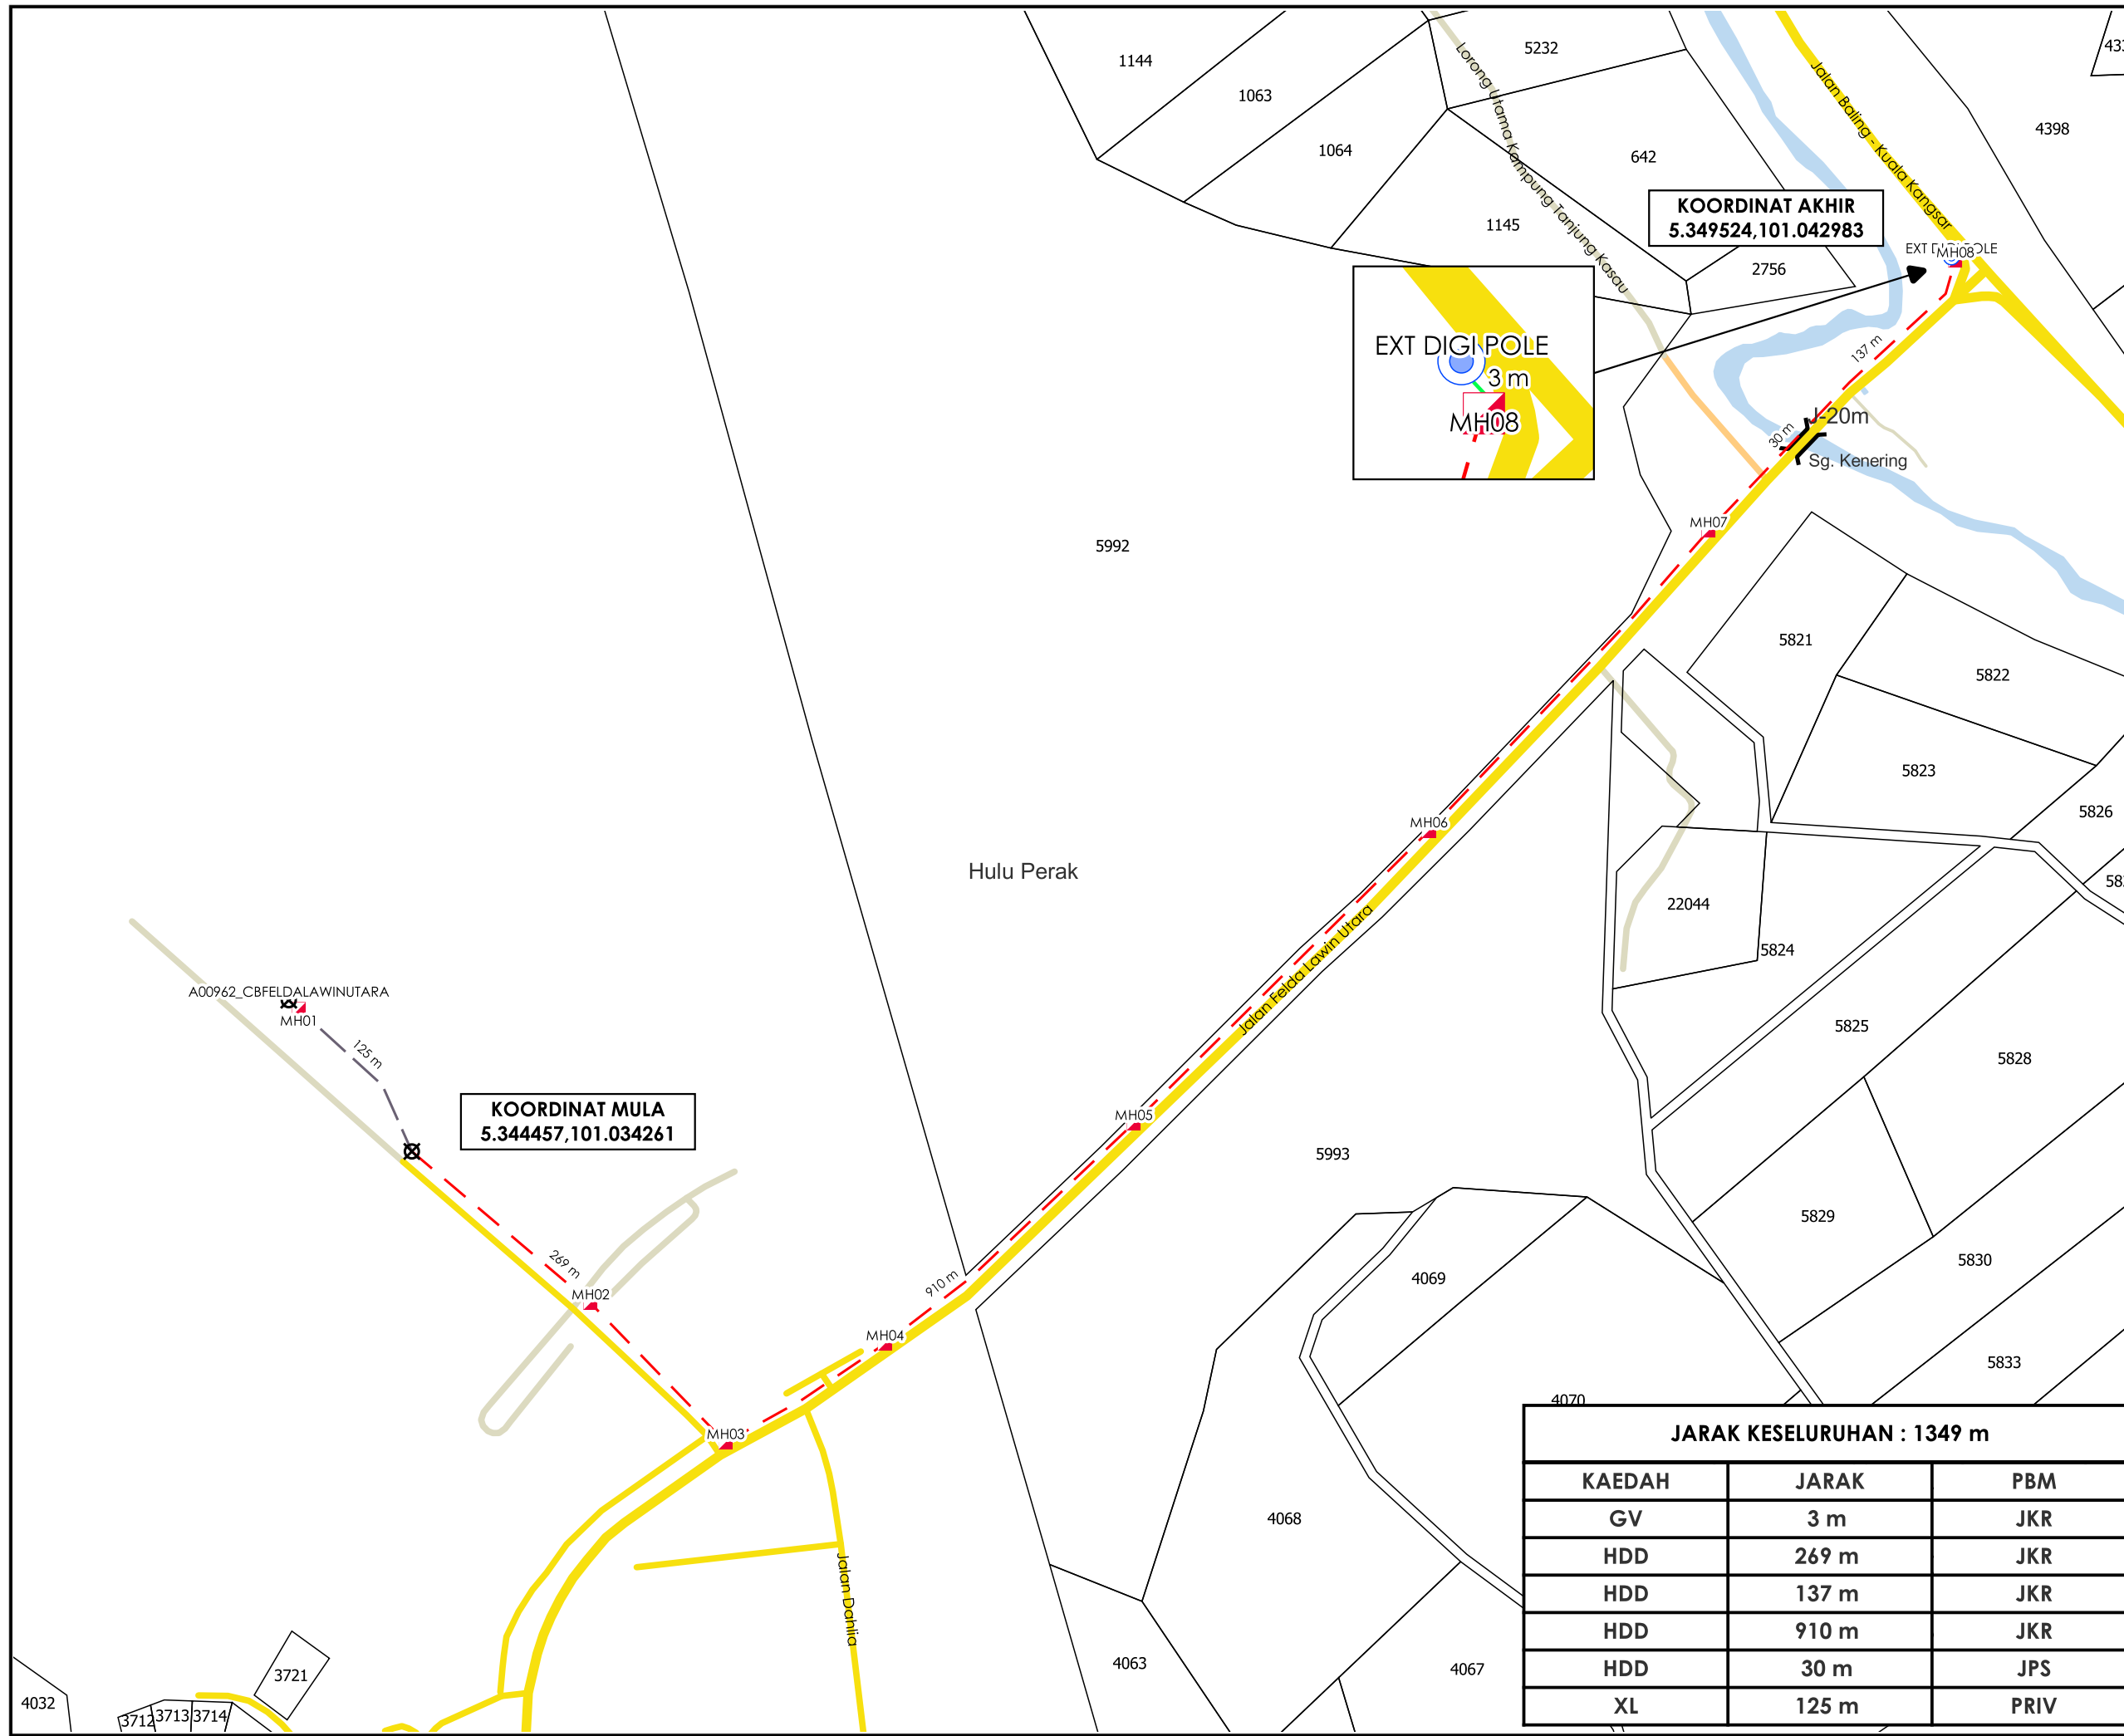 1144
1063
1064
5232
642
1145
2756
4398
Lorong Utama Kampung Tanjung Kasau
Jalan Baling - Kuala Kangsar
KOORDINAT AKHIR
5.349524,101.042983
MH08
EXT DIGI POLE
3 m
MH08
137 m
J-20m
30 m
Sg. Kenering
MH07
5992
5821
5822
5823
5826
MH06
Hulu Perak
22044
5824
Jalan Felda Lawin Utara
A00962_CBFELDALAWINUTARA
MH01
125 m
5825
5828
KOORDINAT MULA
5.344457,101.034261
MH05
5993
5829
269 m
MH02
910 m
4069
5830
MH04
5833
4070
MH03
4068
Jalan Dahlia
4063
4067
3721
4032
3712
3713
3714
JARAK KESELURUHAN : 1349 m
KAEDAH JARAK PBM
GV 3 m JKR
HDD 269 m JKR
HDD 137 m JKR
HDD 910 m JKR
HDD 30 m JPS
XL 125 m PRIV